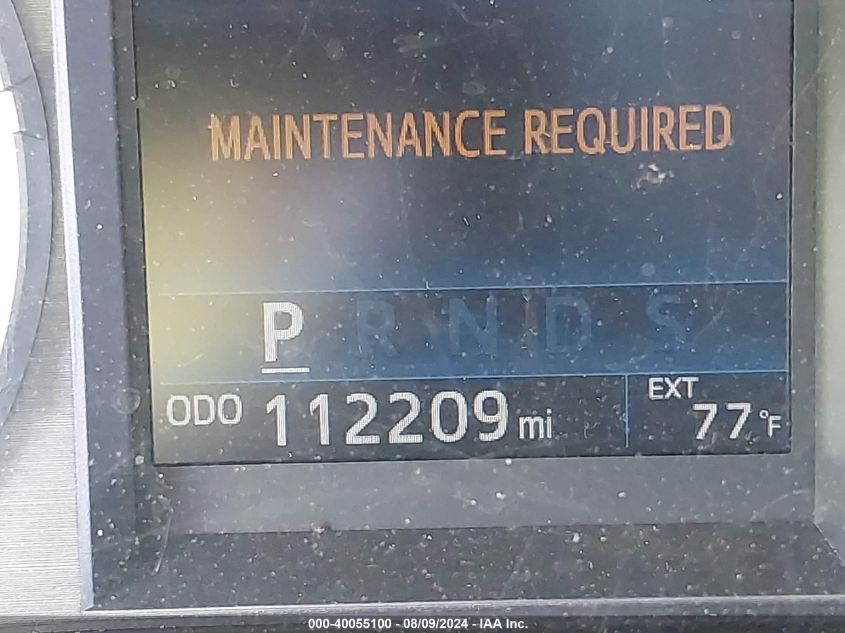 MAINTENANCE REQUIRED
P R N D S
ODO 112209 mi EXT 77 °F
000-40055100 - 08/09/2024 - IAA Inc.